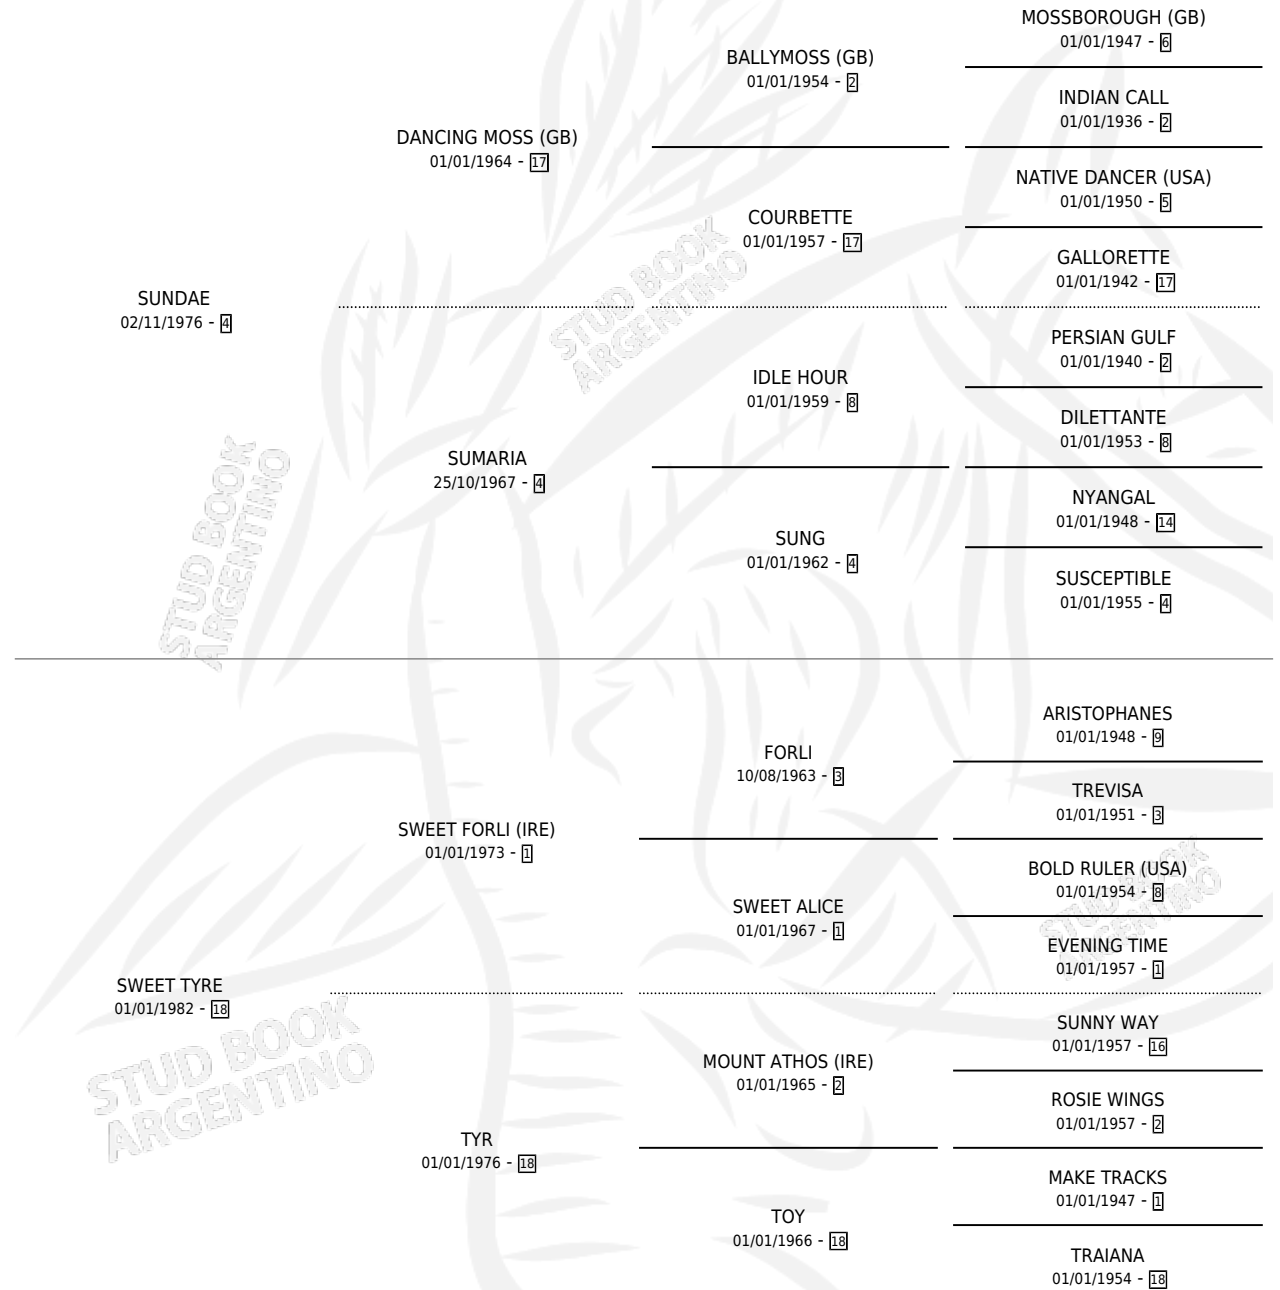 MOSSBOROUGH (GB)
01/01/1947 - 6
BALLYMOSS (GB)
01/01/1954 - 2
INDIAN CALL
01/01/1936 - 2
DANCING MOSS (GB)
01/01/1964 - 17
NATIVE DANCER (USA)
01/01/1950 - 5
COURBETTE
01/01/1957 - 17
GALLORETTE
01/01/1942 - 17
SUNDAE
02/11/1976 - 4
PERSIAN GULF
01/01/1940 - 2
IDLE HOUR
01/01/1959 - 8
DILETTANTE
01/01/1953 - 8
SUMARIA
25/10/1967 - 4
NYANGAL
01/01/1948 - 14
SUNG
01/01/1962 - 4
SUSCEPTIBLE
01/01/1955 - 4
STUD BOOK
ARGENTINO
STUD BOOK
ARGENTINO
ARISTOPHANES
01/01/1948 - 9
FORLI
10/08/1963 - 3
TREVISA
01/01/1951 - 3
SWEET FORLI (IRE)
01/01/1973 - 1
BOLD RULER (USA)
01/01/1954 - 8
SWEET ALICE
01/01/1967 - 1
EVENING TIME
01/01/1957 - 1
STUD BOOK
ARGENTINO
SWEET TYRE
01/01/1982 - 18
SUNNY WAY
01/01/1957 - 16
MOUNT ATHOS (IRE)
01/01/1965 - 2
ROSIE WINGS
01/01/1957 - 2
STUD BOOK
ARGENTINO
TYR
01/01/1976 - 18
MAKE TRACKS
01/01/1947 - 1
TOY
01/01/1966 - 18
TRAIANA
01/01/1954 - 18